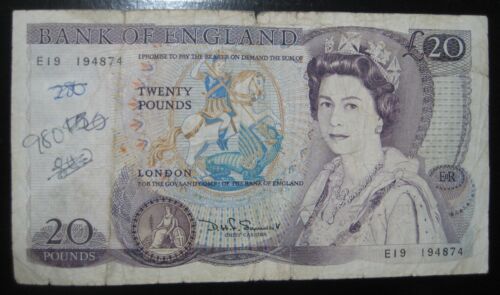 BANK OF ENGLAND
£20
E19 194874
I PROMISE TO PAY THE BEARER ON DEMAND THE SUM OF
TWENTY
POUNDS
280
LONDON
FOR THE GOV: AND COMP: OF THE BANK OF ENGLAND
E R
20
POUNDS
CHIEF CASHIER
E19 194874